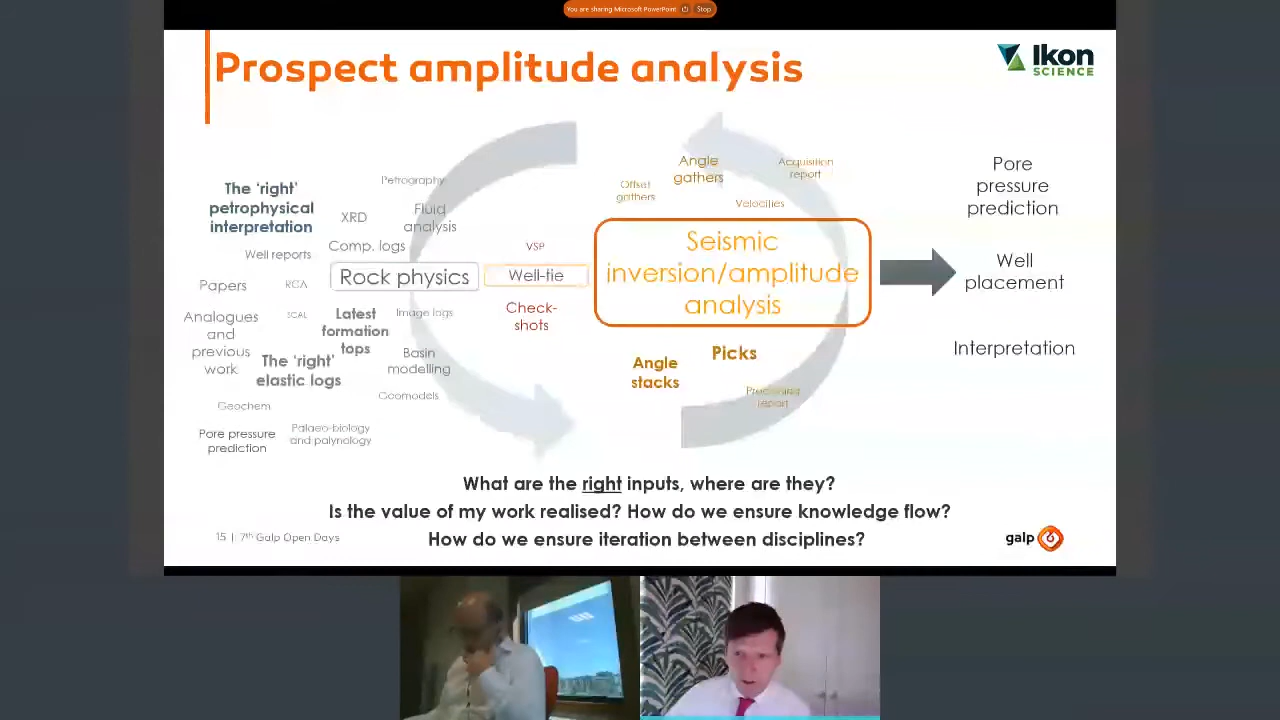 You are sharing Microsoft PowerPoint
Stop
Prospect amplitude analysis
Ikon
SCIENCE
Petrography
The 'right'
petrophysical
interpretation
XRD
Fluid
analysis
Comp. logs
Well reports
Rock physics
Papers
RCA
Analogues
and
previous
work
SCAL
Latest
formation
tops
Image logs
The 'right'
elastic logs
Basin
modelling
Geomodels
Geochem
Pore pressure
prediction
Palaeo-biology
and palynology
VSP
Well-tie
Check-
shots
Offset
gathers
Angle
gathers
Acquisition
report
Velocities
Seismic
inversion/amplitude
analysis
Angle
stacks
Picks
Processing
report
Pore
pressure
prediction
Well
placement
Interpretation
What are the right inputs, where are they?
Is the value of my work realised? How do we ensure knowledge flow?
How do we ensure iteration between disciplines?
15 | 7th Galp Open Days
galp